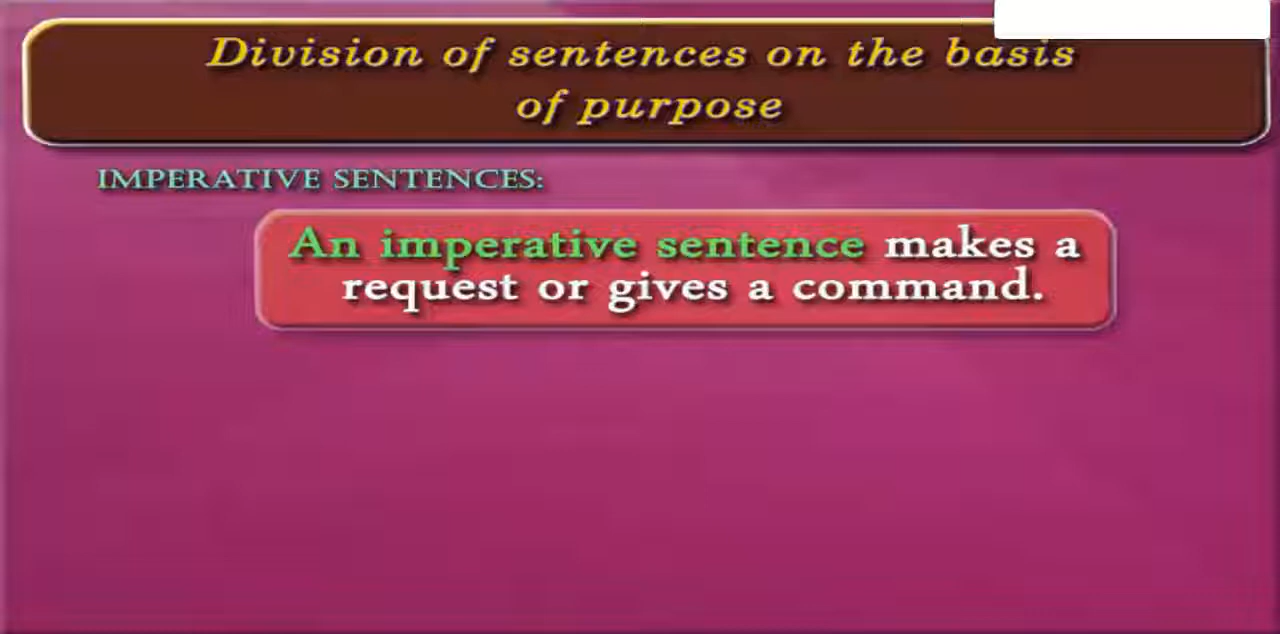 Division of sentences on the basis
of purpose
IMPERATIVE SENTENCES:
An imperative sentence makes a
request or gives a command.